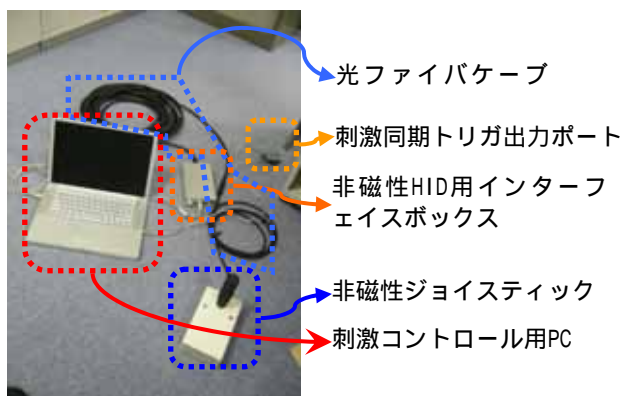 光ファイバケーブ
刺激同期トリガ出力ポート
非磁性HID用インターフ
ェイスボックス
非磁性ジョイスティック
刺激コントロール用PC